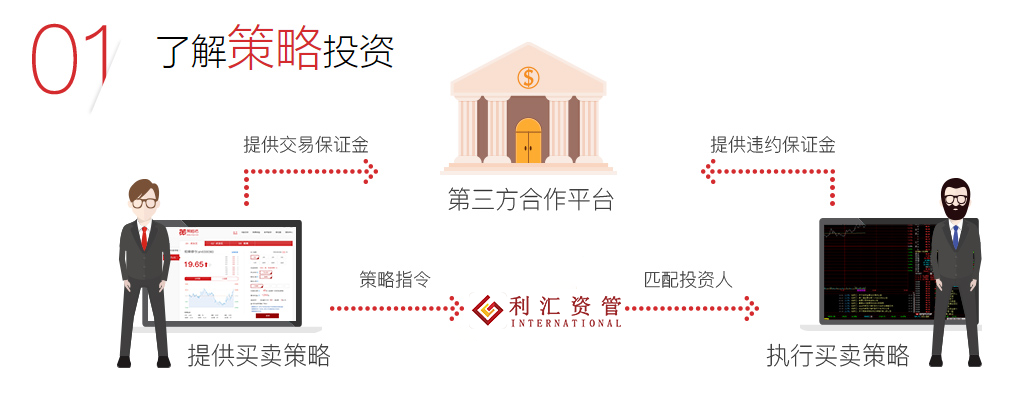 01
了解策略投资
提供交易保证金
提供违约保证金
第三方合作平台
19.65
策略指令
匹配投资人
利汇资管
INTERNATIONAL
提供买卖策略
执行买卖策略